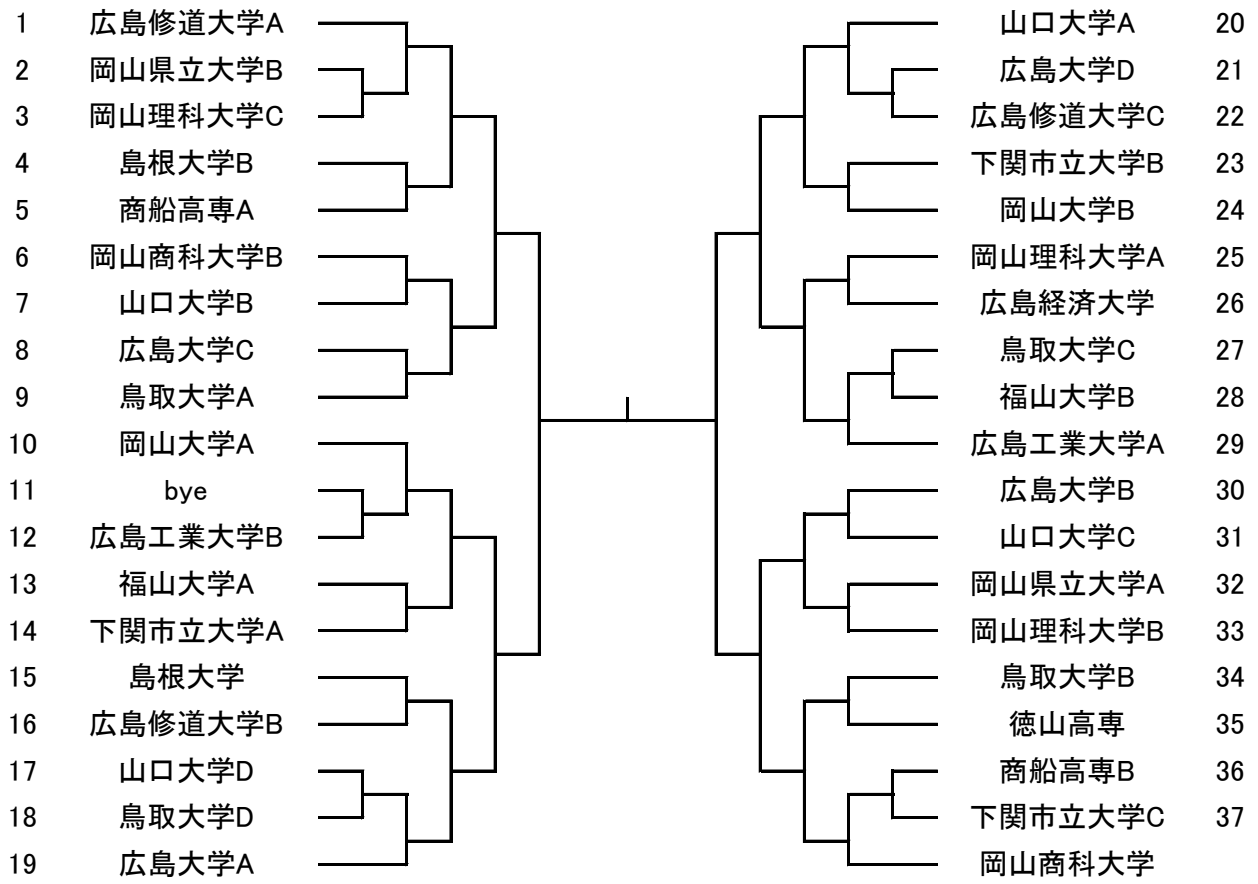 1 広島修道大学A
2 岡山県立大学B
3 岡山理科大学C
4 島根大学B
5 商船高専A
6 岡山商科大学B
7 山口大学B
8 広島大学C
9 鳥取大学A
10 岡山大学A
11 bye
12 広島工業大学B
13 福山大学A
14 下関市立大学A
15 島根大学
16 広島修道大学B
17 山口大学D
18 鳥取大学D
19 広島大学A
山口大学A 20
広島大学D 21
広島修道大学C 22
下関市立大学B 23
岡山大学B 24
岡山理科大学A 25
広島経済大学 26
鳥取大学C 27
福山大学B 28
広島工業大学A 29
広島大学B 30
山口大学C 31
岡山県立大学A 32
岡山理科大学B 33
鳥取大学B 34
徳山高専 35
商船高専B 36
下関市立大学C 37
岡山商科大学